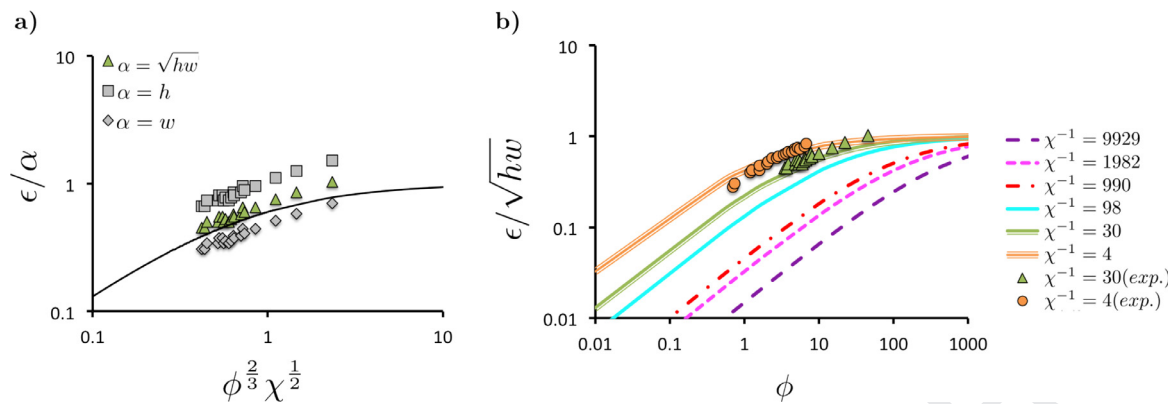 a)
ϵ/α
10
1
0.1
α = √hw
α = h
α = w
0.1 1 10
ϕ^{2/3} χ^{1/2}
b)
ϵ/√hw
10
1
0.1
0.01
0.01 0.1 1 10 100 1000
ϕ
χ⁻¹ = 9929
χ⁻¹ = 1982
χ⁻¹ = 990
χ⁻¹ = 98
χ⁻¹ = 30
χ⁻¹ = 4
χ⁻¹ = 30(exp.)
χ⁻¹ = 4(exp.)